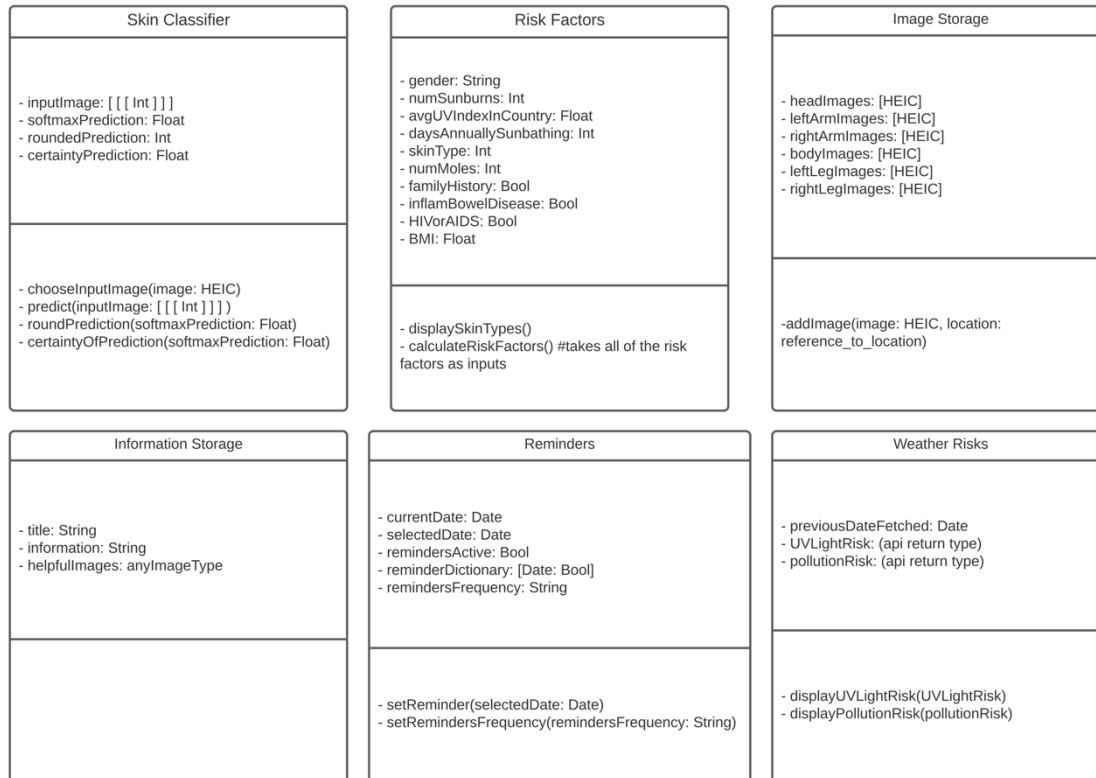 Skin Classifier
- inputImage: [ [ [ Int ] ] ]
- softmaxPrediction: Float
- roundedPrediction: Int
- certaintyPrediction: Float
- chooseInputImage(image: HEIC)
- predict(inputImage: [ [ [ Int ] ] ] )
- roundPrediction(softmaxPrediction: Float)
- certaintyOfPrediction(softmaxPrediction: Float)
Risk Factors
- gender: String
- numSunburns: Int
- avgUVIndexInCountry: Float
- daysAnnuallySunbathing: Int
- skinType: Int
- numMoles: Int
- familyHistory: Bool
- inflamBowelDisease: Bool
- HIVorAIDS: Bool
- BMI: Float
- displaySkinTypes()
- calculateRiskFactors() #takes all of the risk
factors as inputs
Image Storage
- headImages: [HEIC]
- leftArmImages: [HEIC]
- rightArmImages: [HEIC]
- bodyImages: [HEIC]
- leftLegImages: [HEIC]
- rightLegImages: [HEIC]
-addImage(image: HEIC, location:
reference_to_location)
Information Storage
- title: String
- information: String
- helpfulImages: anyImageType
Reminders
- currentDate: Date
- selectedDate: Date
- remindersActive: Bool
- reminderDictionary: [Date: Bool]
- remindersFrequency: String
- setReminder(selectedDate: Date)
- setRemindersFrequency(remindersFrequency: String)
Weather Risks
- previousDateFetched: Date
- UVLightRisk: (api return type)
- pollutionRisk: (api return type)
- displayUVLightRisk(UVLightRisk)
- displayPollutionRisk(pollutionRisk)